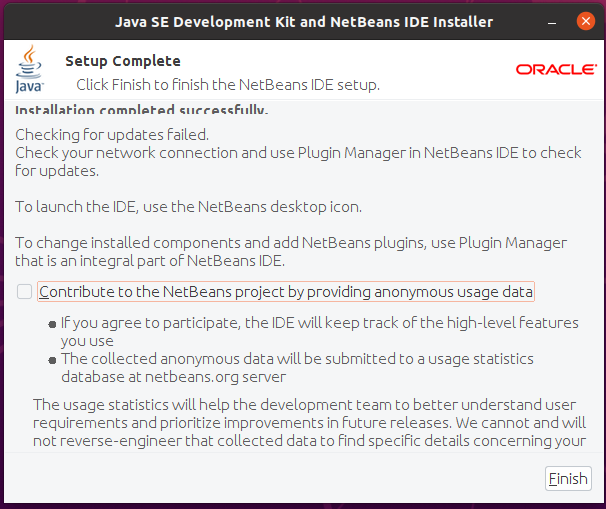 Java SE Development Kit and NetBeans IDE Installer
Setup Complete
Click Finish to finish the NetBeans IDE setup.
Java™
ORACLE
Installation completed successfully.
Checking for updates failed.
Check your network connection and use Plugin Manager in NetBeans IDE to check
for updates.
To launch the IDE, use the NetBeans desktop icon.
To change installed components and add NetBeans plugins, use Plugin Manager
that is an integral part of NetBeans IDE.
Contribute to the NetBeans project by providing anonymous usage data
If you agree to participate, the IDE will keep track of the high-level features
you use
The collected anonymous data will be submitted to a usage statistics
database at netbeans.org server
The usage statistics will help the development team to better understand user
requirements and prioritize improvements in future releases. We cannot and will
not reverse-engineer that collected data to find specific details concerning your
Finish